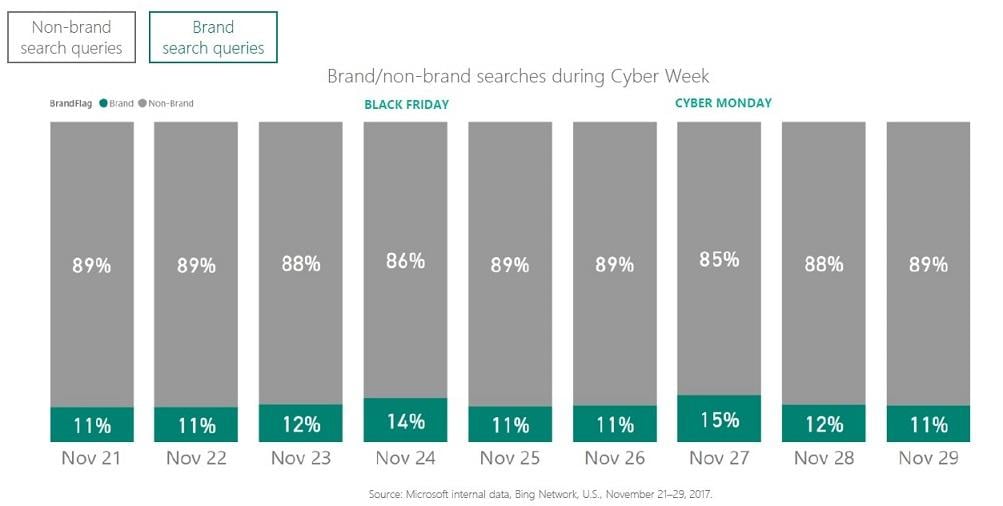 Non-brand
search queries
Brand
search queries
Brand/non-brand searches during Cyber Week
BrandFlag Brand Non-Brand
BLACK FRIDAY
CYBER MONDAY
89% 89% 88% 86% 89% 89% 85% 88% 89%
11% 11% 12% 14% 11% 11% 15% 12% 11%
Nov 21 Nov 22 Nov 23 Nov 24 Nov 25 Nov 26 Nov 27 Nov 28 Nov 29
Source: Microsoft internal data, Bing Network, U.S., November 21–29, 2017.